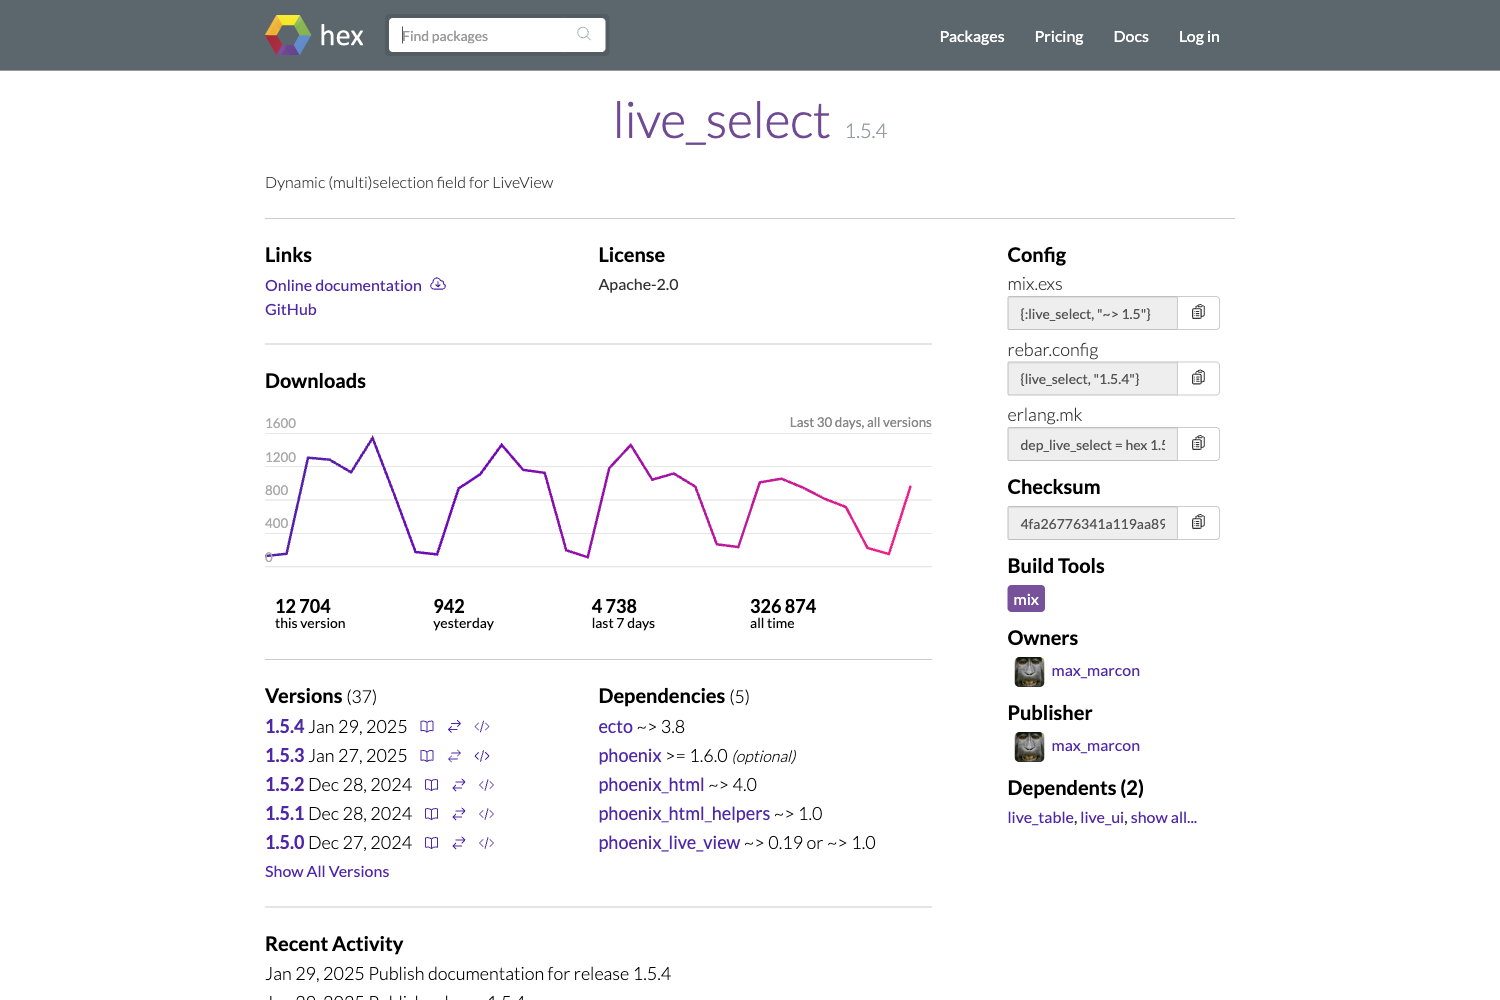 hex
Find packages
Packages
Pricing
Docs
Log in
live_select 1.5.4
Dynamic (multi)selection field for LiveView
Links
Online documentation
GitHub
License
Apache-2.0
Downloads
Last 30 days, all versions
1600
1200
800
400
0
12 704
this version
942
yesterday
4 738
last 7 days
326 874
all time
Versions (37)
1.5.4 Jan 29, 2025
1.5.3 Jan 27, 2025
1.5.2 Dec 28, 2024
1.5.1 Dec 28, 2024
1.5.0 Dec 27, 2024
Show All Versions
Dependencies (5)
ecto ~> 3.8
phoenix >= 1.6.0 (optional)
phoenix_html ~> 4.0
phoenix_html_helpers ~> 1.0
phoenix_live_view ~> 0.19 or ~> 1.0
Recent Activity
Jan 29, 2025 Publish documentation for release 1.5.4
Config
mix.exs
{:live_select, "~> 1.5"}
rebar.config
{live_select, "1.5.4"}
erlang.mk
dep_live_select = hex 1.5
Checksum
4fa26776341a119aa89
Build Tools
mix
Owners
max_marcon
Publisher
max_marcon
Dependents (2)
live_table, live_ui, show all...